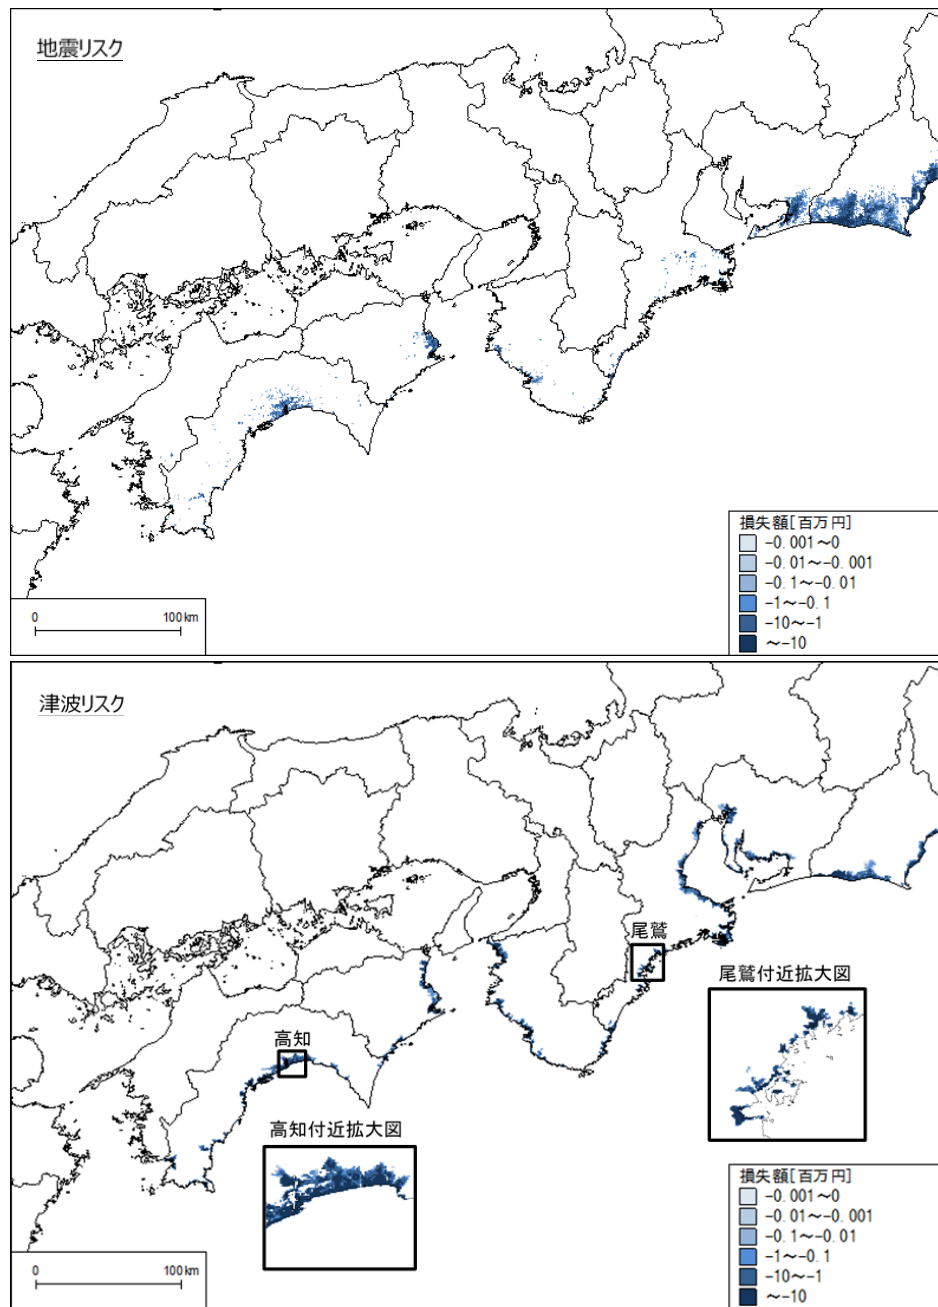 地震リスク
損失額[百万円]
-0.001～0
-0.01～-0.001
-0.1～-0.01
-1～-0.1
-10～-1
～-10
0 100km
津波リスク
尾鷲
尾鷲付近拡大図
高知
高知付近拡大図
損失額[百万円]
-0.001～0
-0.01～-0.001
-0.1～-0.01
-1～-0.1
-10～-1
～-10
0 100km